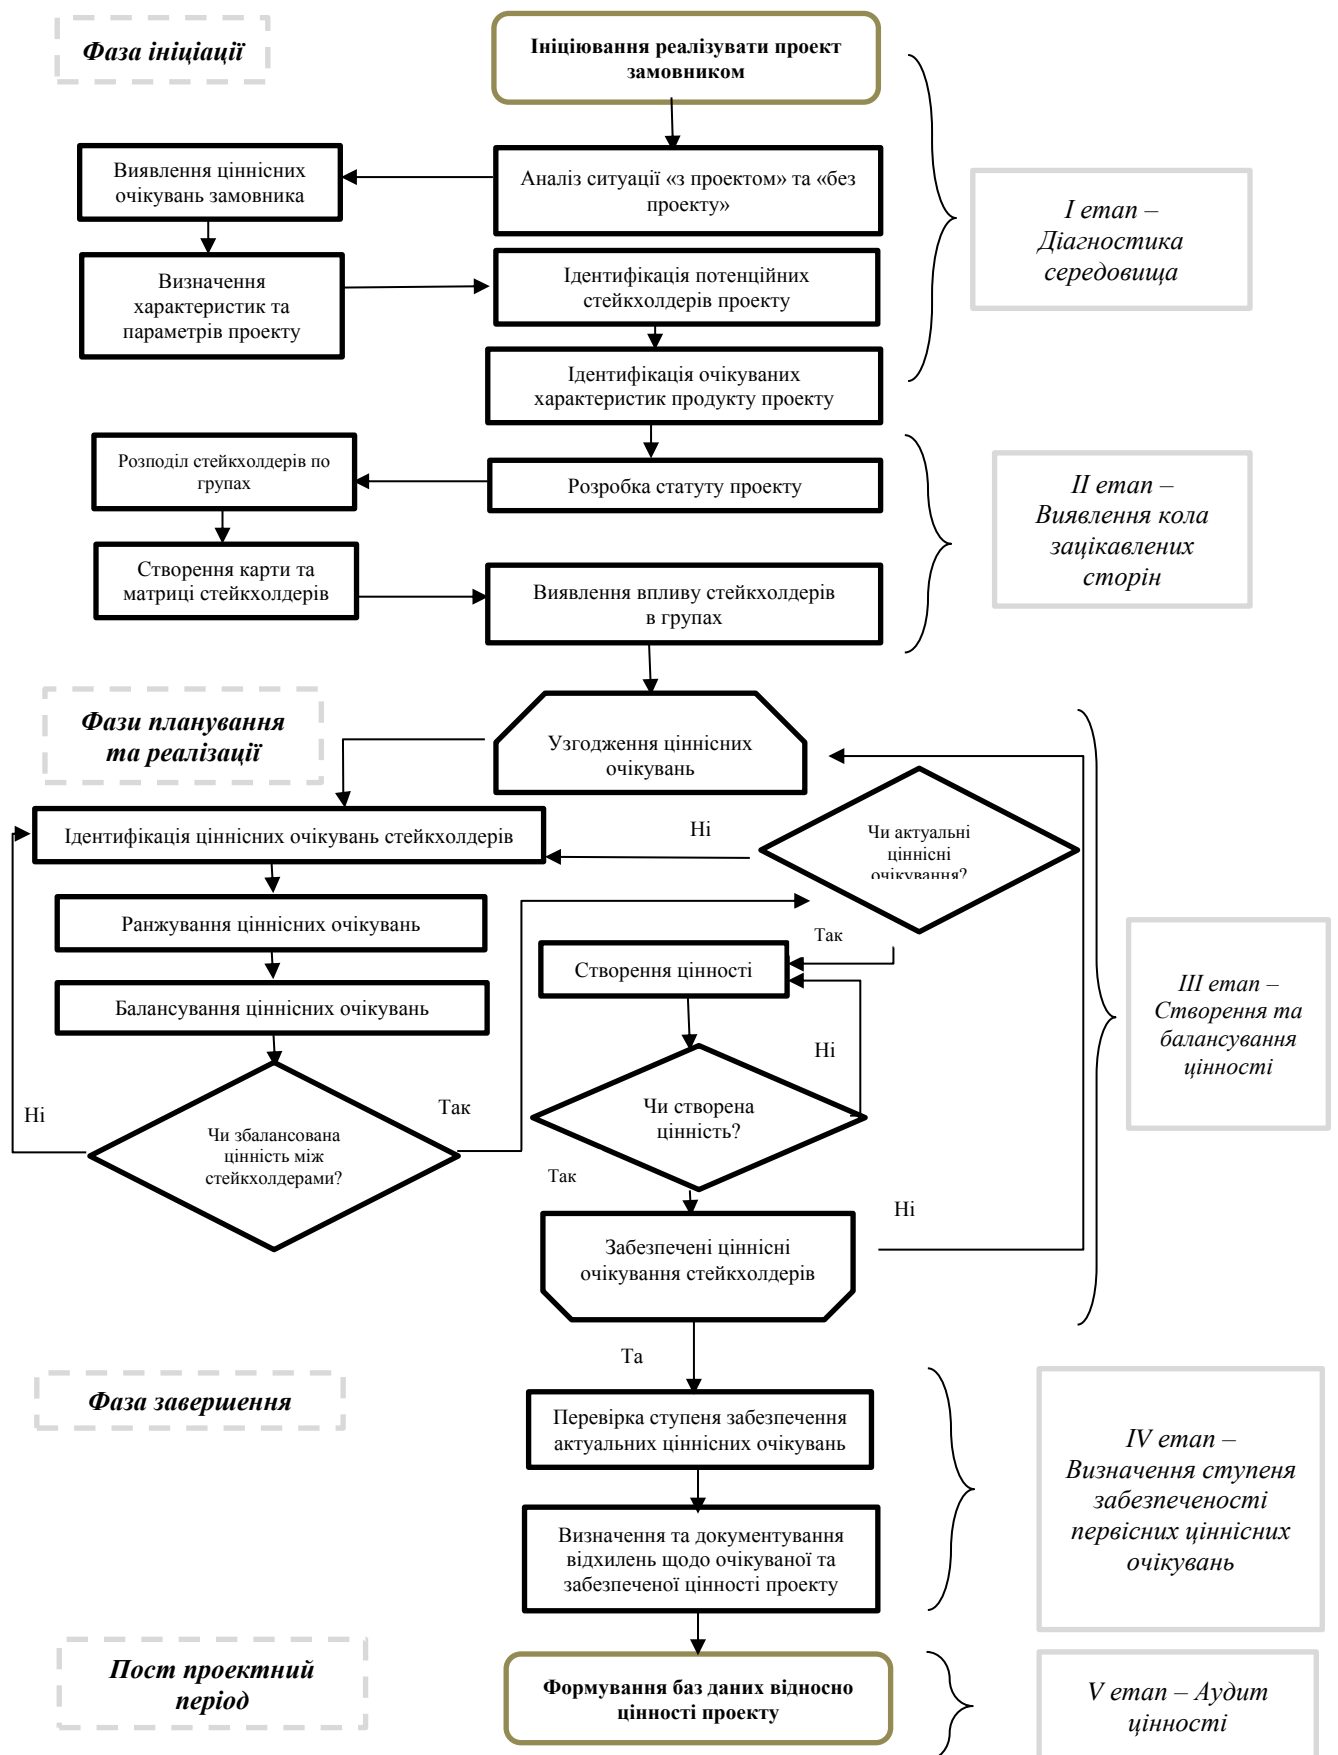 Фаза ініціації
Ініціювання реалізувати проект
замовником
Виявлення ціннісних
очікувань замовника
Аналіз ситуації «з проектом» та «без
проекту»
І етап –
Діагностика
середовища
Визначення
характеристик та
параметрів проекту
Ідентифікація потенційних
стейкхолдерів проекту
Ідентифікація очікуваних
характеристик продукту проекту
Розподіл стейкхолдерів по
групах
Розробка статуту проекту
ІІ етап –
Виявлення кола
зацікавлених
сторін
Створення карти та
матриці стейкхолдерів
Виявлення впливу стейкхолдерів
в групах
Фази планування
та реалізації
Узгодження ціннісних
очікувань
Ідентифікація ціннісних очікувань стейкхолдерів
Ні
Чи актуальні
ціннісні
очікування?
Ранжування ціннісних очікувань
Так
Створення цінності
Балансування ціннісних очікувань
ІІІ етап –
Створення та
балансування
цінності
Ні
Ні
Так
Чи створена
цінність?
Чи збалансована
цінність між
стейкхолдерами?
Так
Ні
Забезпечені ціннісні
очікування стейкхолдерів
Та
Фаза завершення
Перевірка ступеня забезпечення
актуальних ціннісних очікувань
IV етап –
Визначення ступеня
забезпеченості
первісних ціннісних
очікувань
Визначення та документування
відхилень щодо очікуваної та
забезпеченої цінності проекту
Пост проектний
період
Формування баз даних відносно
цінності проекту
V етап – Аудит
цінності